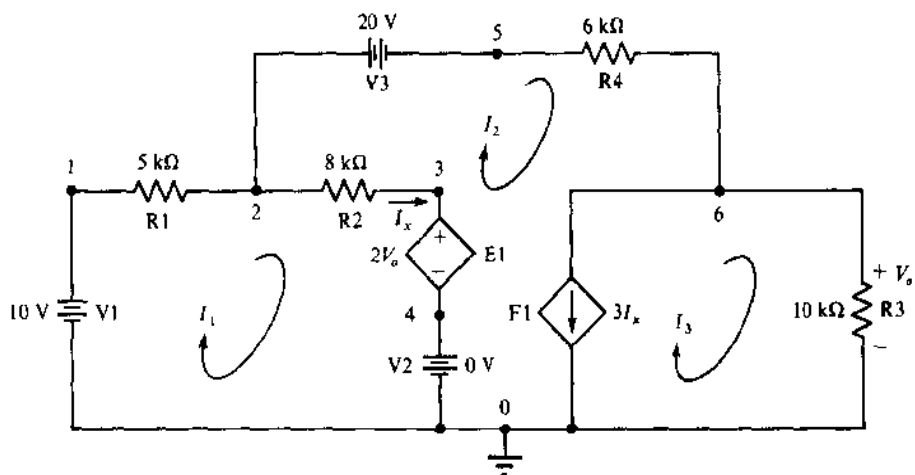 20 V
5
6 kΩ
V3
R4
I2
1
5 kΩ
2
8 kΩ
3
6
R1
R2
Ix
2Vo
+
−
E1
+ Vo
10 V
V1
I1
4
F1
3Ix
I3
10 kΩ
R3
−
V2
0 V
0